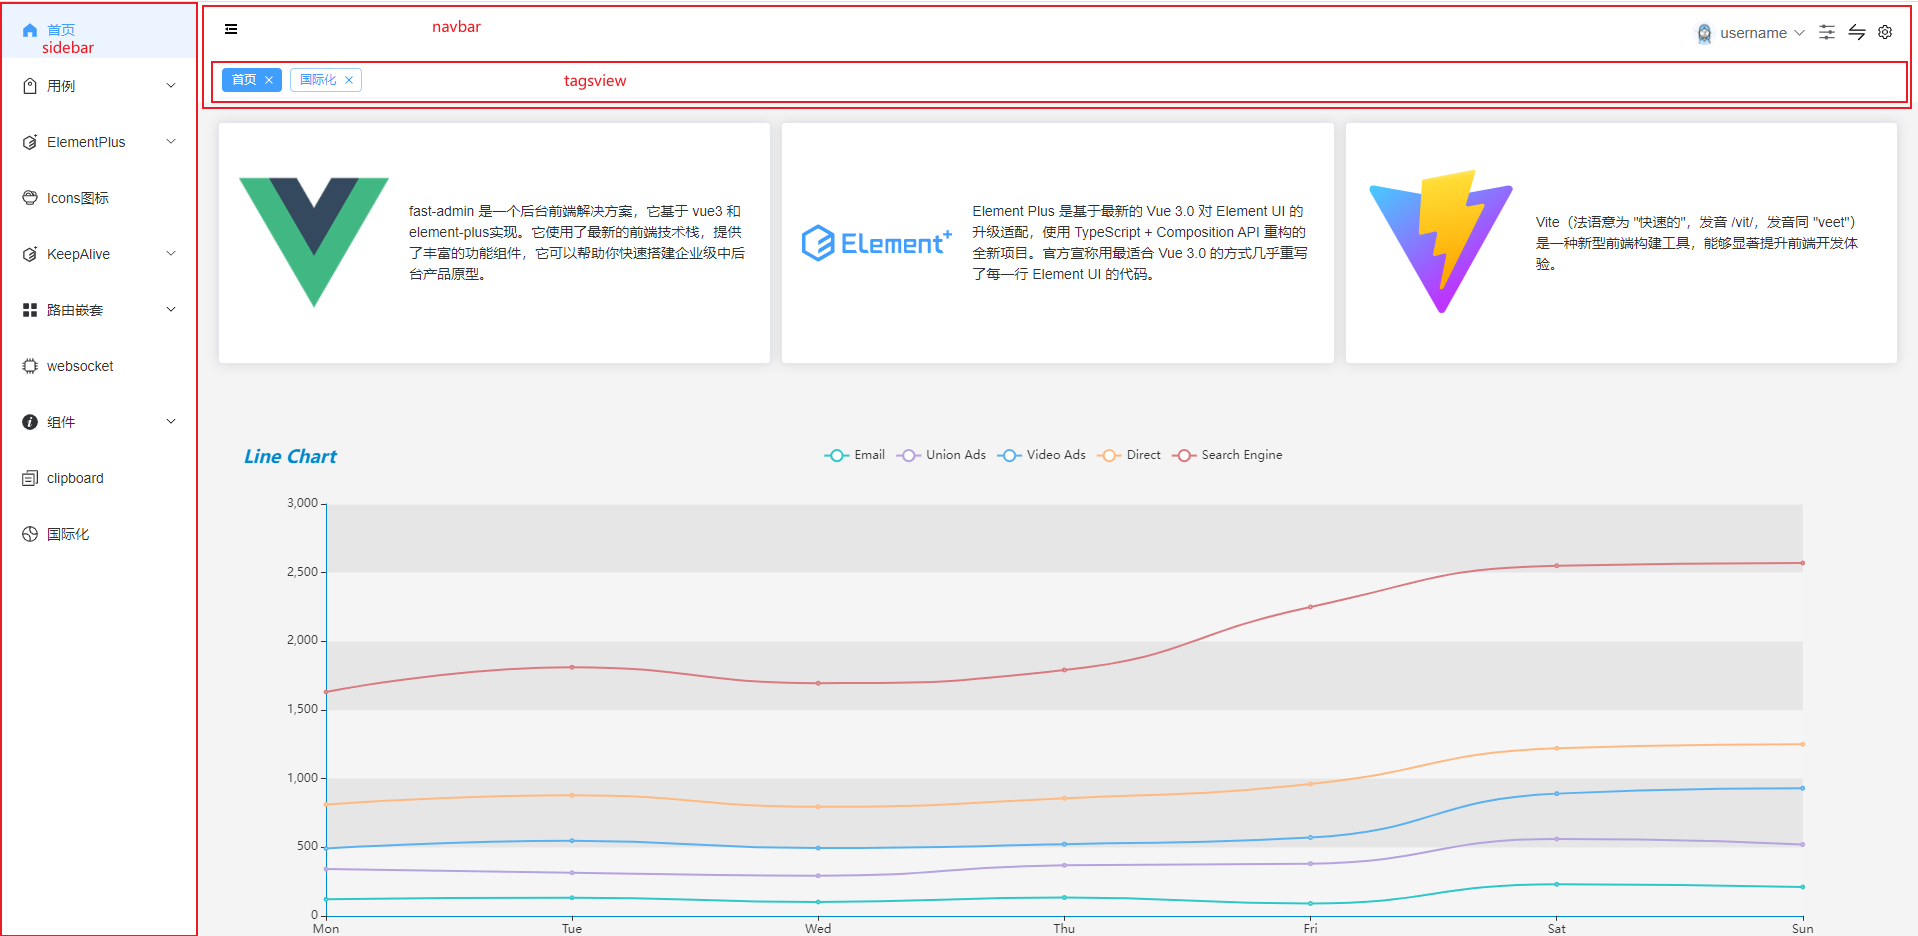 首页
sidebar
用例
ElementPlus
Icons图标
KeepAlive
路由嵌套
websocket
组件
clipboard
国际化
navbar
username
首页
国际化
tagsview
fast-admin 是一个后台前端解决方案，它基于 vue3 和
element-plus实现。它使用了最新的前端技术栈，提供
了丰富的功能组件，它可以帮助你快速搭建企业级中后
台产品原型。
Element+
Element Plus 是基于最新的 Vue 3.0 对 Element UI 的
升级适配，使用 TypeScript + Composition API 重构的
全新项目。官方宣称用最适合 Vue 3.0 的方式几乎重写
了每一行 Element UI 的代码。
Vite（法语意为 "快速的"，发音 /vit/，发音同 "veet"）
是一种新型前端构建工具，能够显著提升前端开发体
验。
Line Chart
Email
Union Ads
Video Ads
Direct
Search Engine
3,000
2,500
2,000
1,500
1,000
500
0
Mon
Tue
Wed
Thu
Fri
Sat
Sun